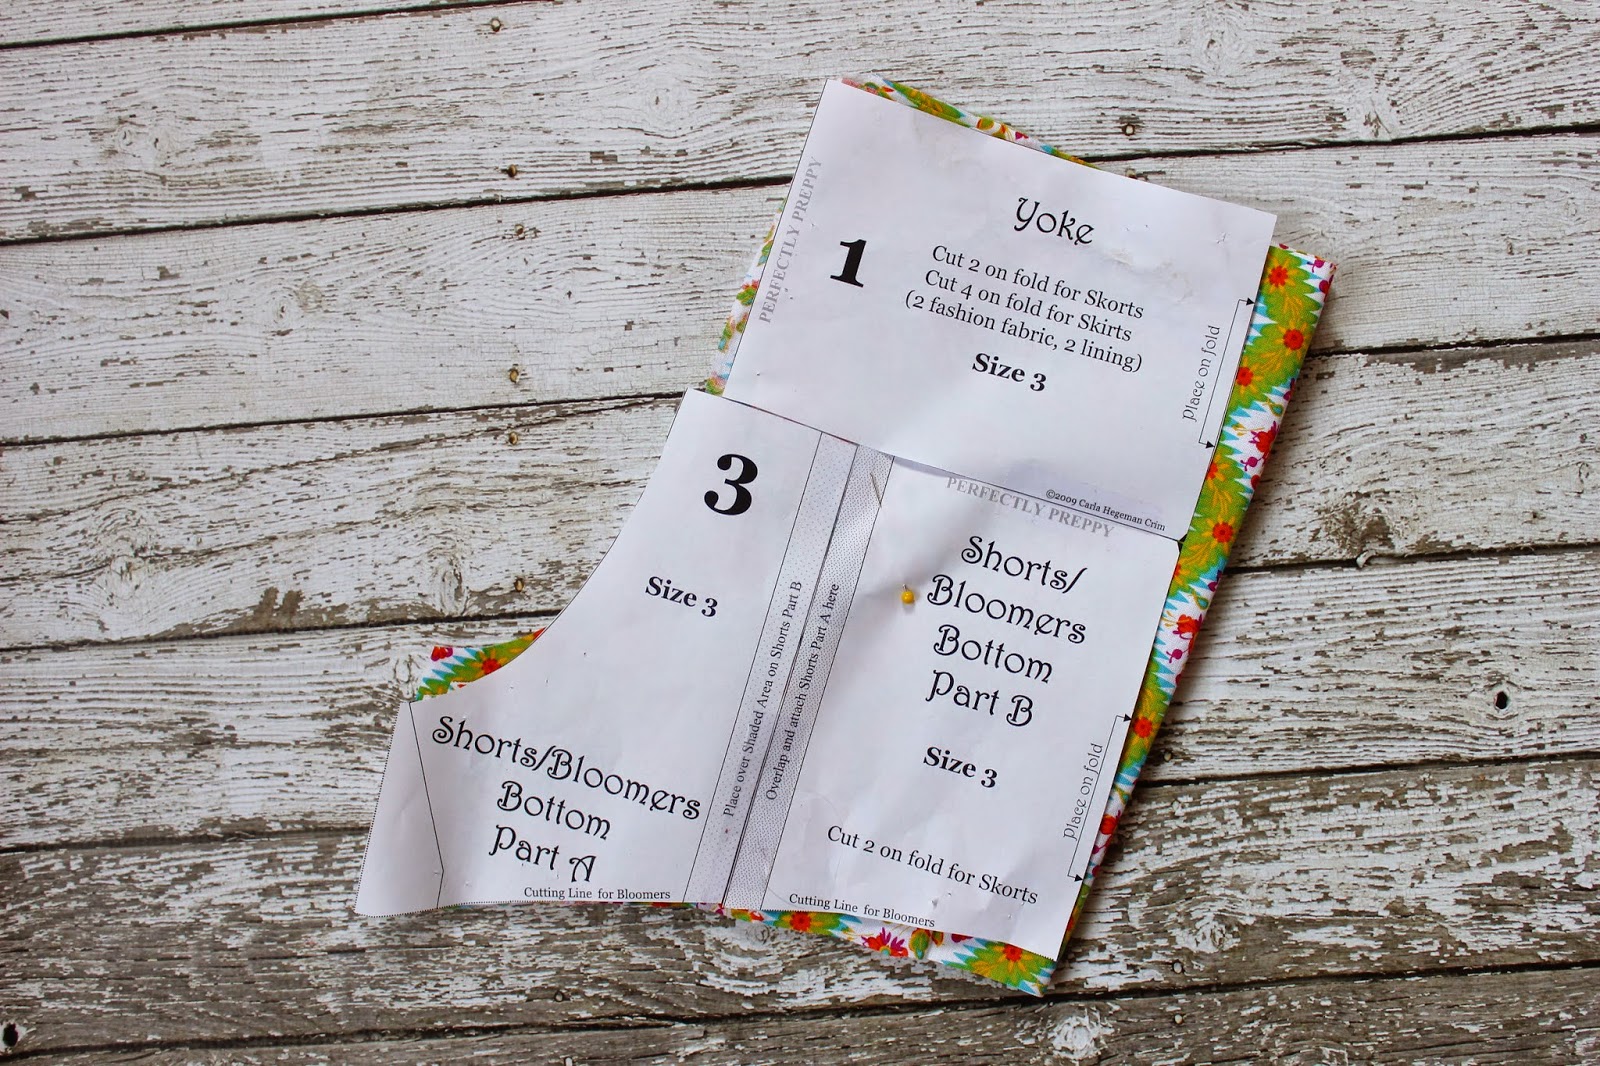 PERFECTLY PREPPY
1
Yoke
Cut 2 on fold for Skorts
Cut 4 on fold for Skirts
(2 fashion fabric, 2 lining)
Size 3
Place on fold
©2009 Carla Hegeman Crim
3
Size 3
Shorts/Bloomers
Bottom
Part A
Cutting Line for Bloomers
Place over Shaded Area on Shorts Part B
Overlap and attach Shorts Part A here
PERFECTLY PREPPY
Shorts/
Bloomers
Bottom
Part B
Size 3
Place on fold
Cut 2 on fold for Skorts
Cutting Line for Bloomers